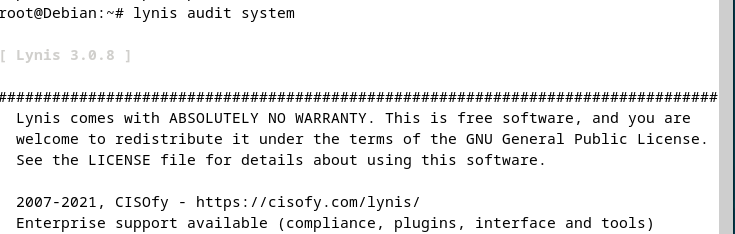 root@Debian:~# lynis audit system
[ Lynis 3.0.8 ]
################################################################################
Lynis comes with ABSOLUTELY NO WARRANTY. This is free software, and you are
welcome to redistribute it under the terms of the GNU General Public License.
See the LICENSE file for details about using this software.
2007-2021, CISOfy - https://cisofy.com/lynis/
Enterprise support available (compliance, plugins, interface and tools)